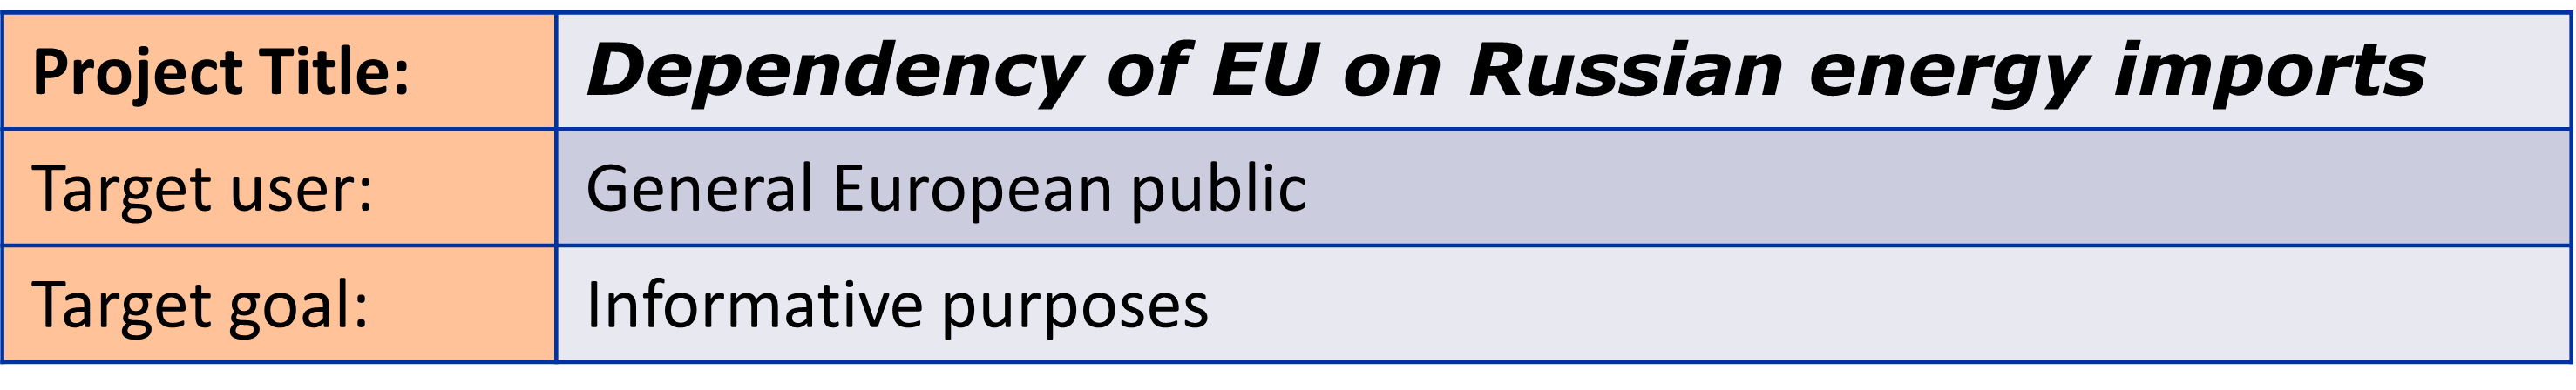 Project Title: Dependency of EU on Russian energy imports
Target user: General European public
Target goal: Informative purposes